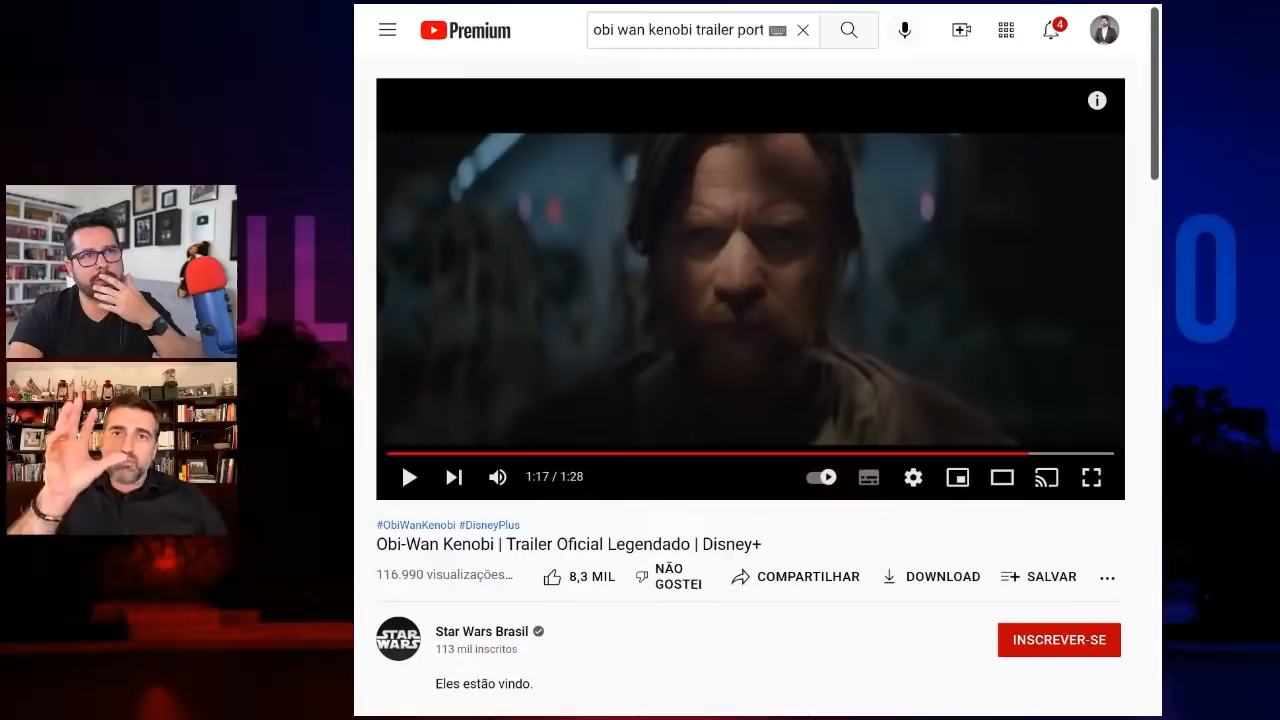 Premium
obi wan kenobi trailer port
4
1:17 / 1:28
#ObiWanKenobi #DisneyPlus
Obi-Wan Kenobi | Trailer Oficial Legendado | Disney+
116.990 visualizações...
8,3 MIL
NÃO
GOSTEI
COMPARTILHAR
DOWNLOAD
SALVAR
STAR
WARS
Star Wars Brasil
113 mil inscritos
INSCREVER-SE
Eles estão vindo.